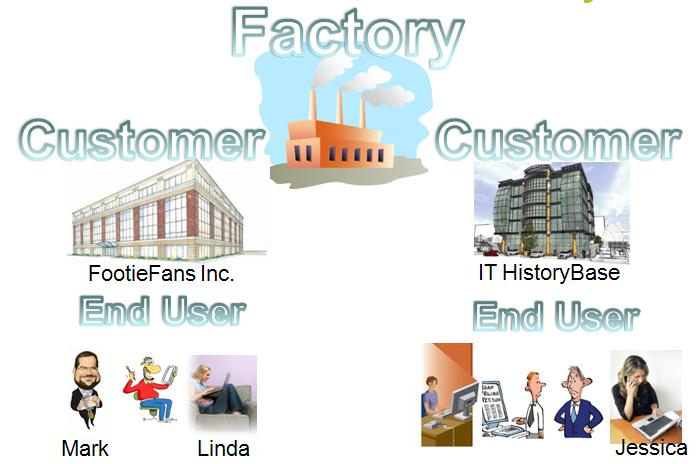 Factory
Customer
Customer
FootieFans Inc.
IT HistoryBase
End User
End User
Mark
Linda
Jessica